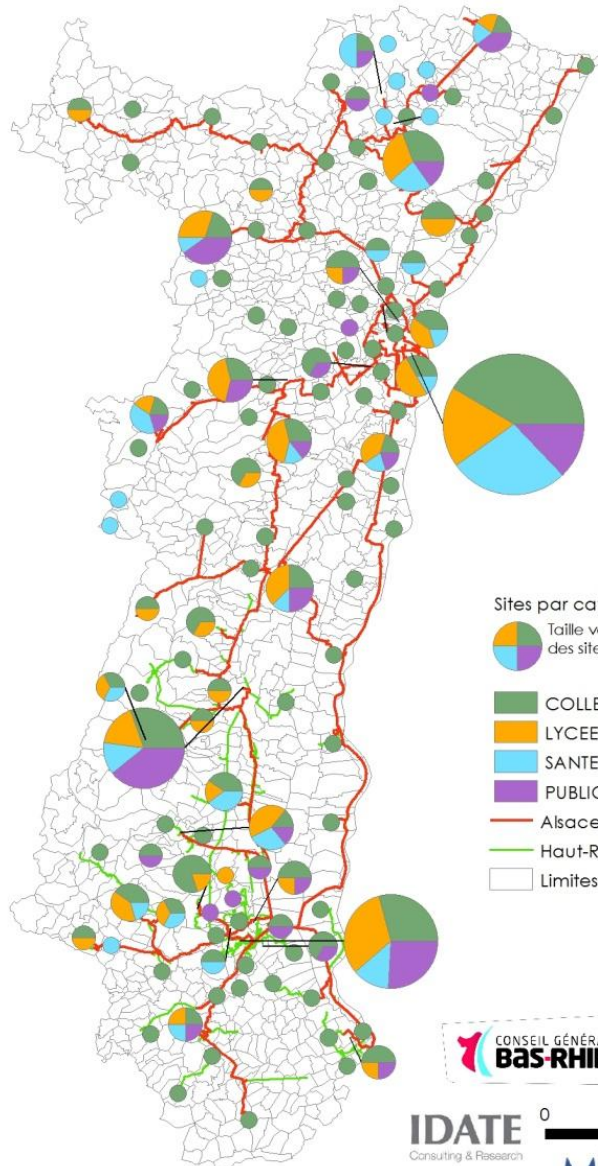 Sites par ca
Taille v
des site
COLLE
LYCEE
SANTE
PUBLIC
Alsace
Haut-R
Limites
CONSEIL GÉNÉRA
BAS-RHI
IDATE
Consulting & Research
0